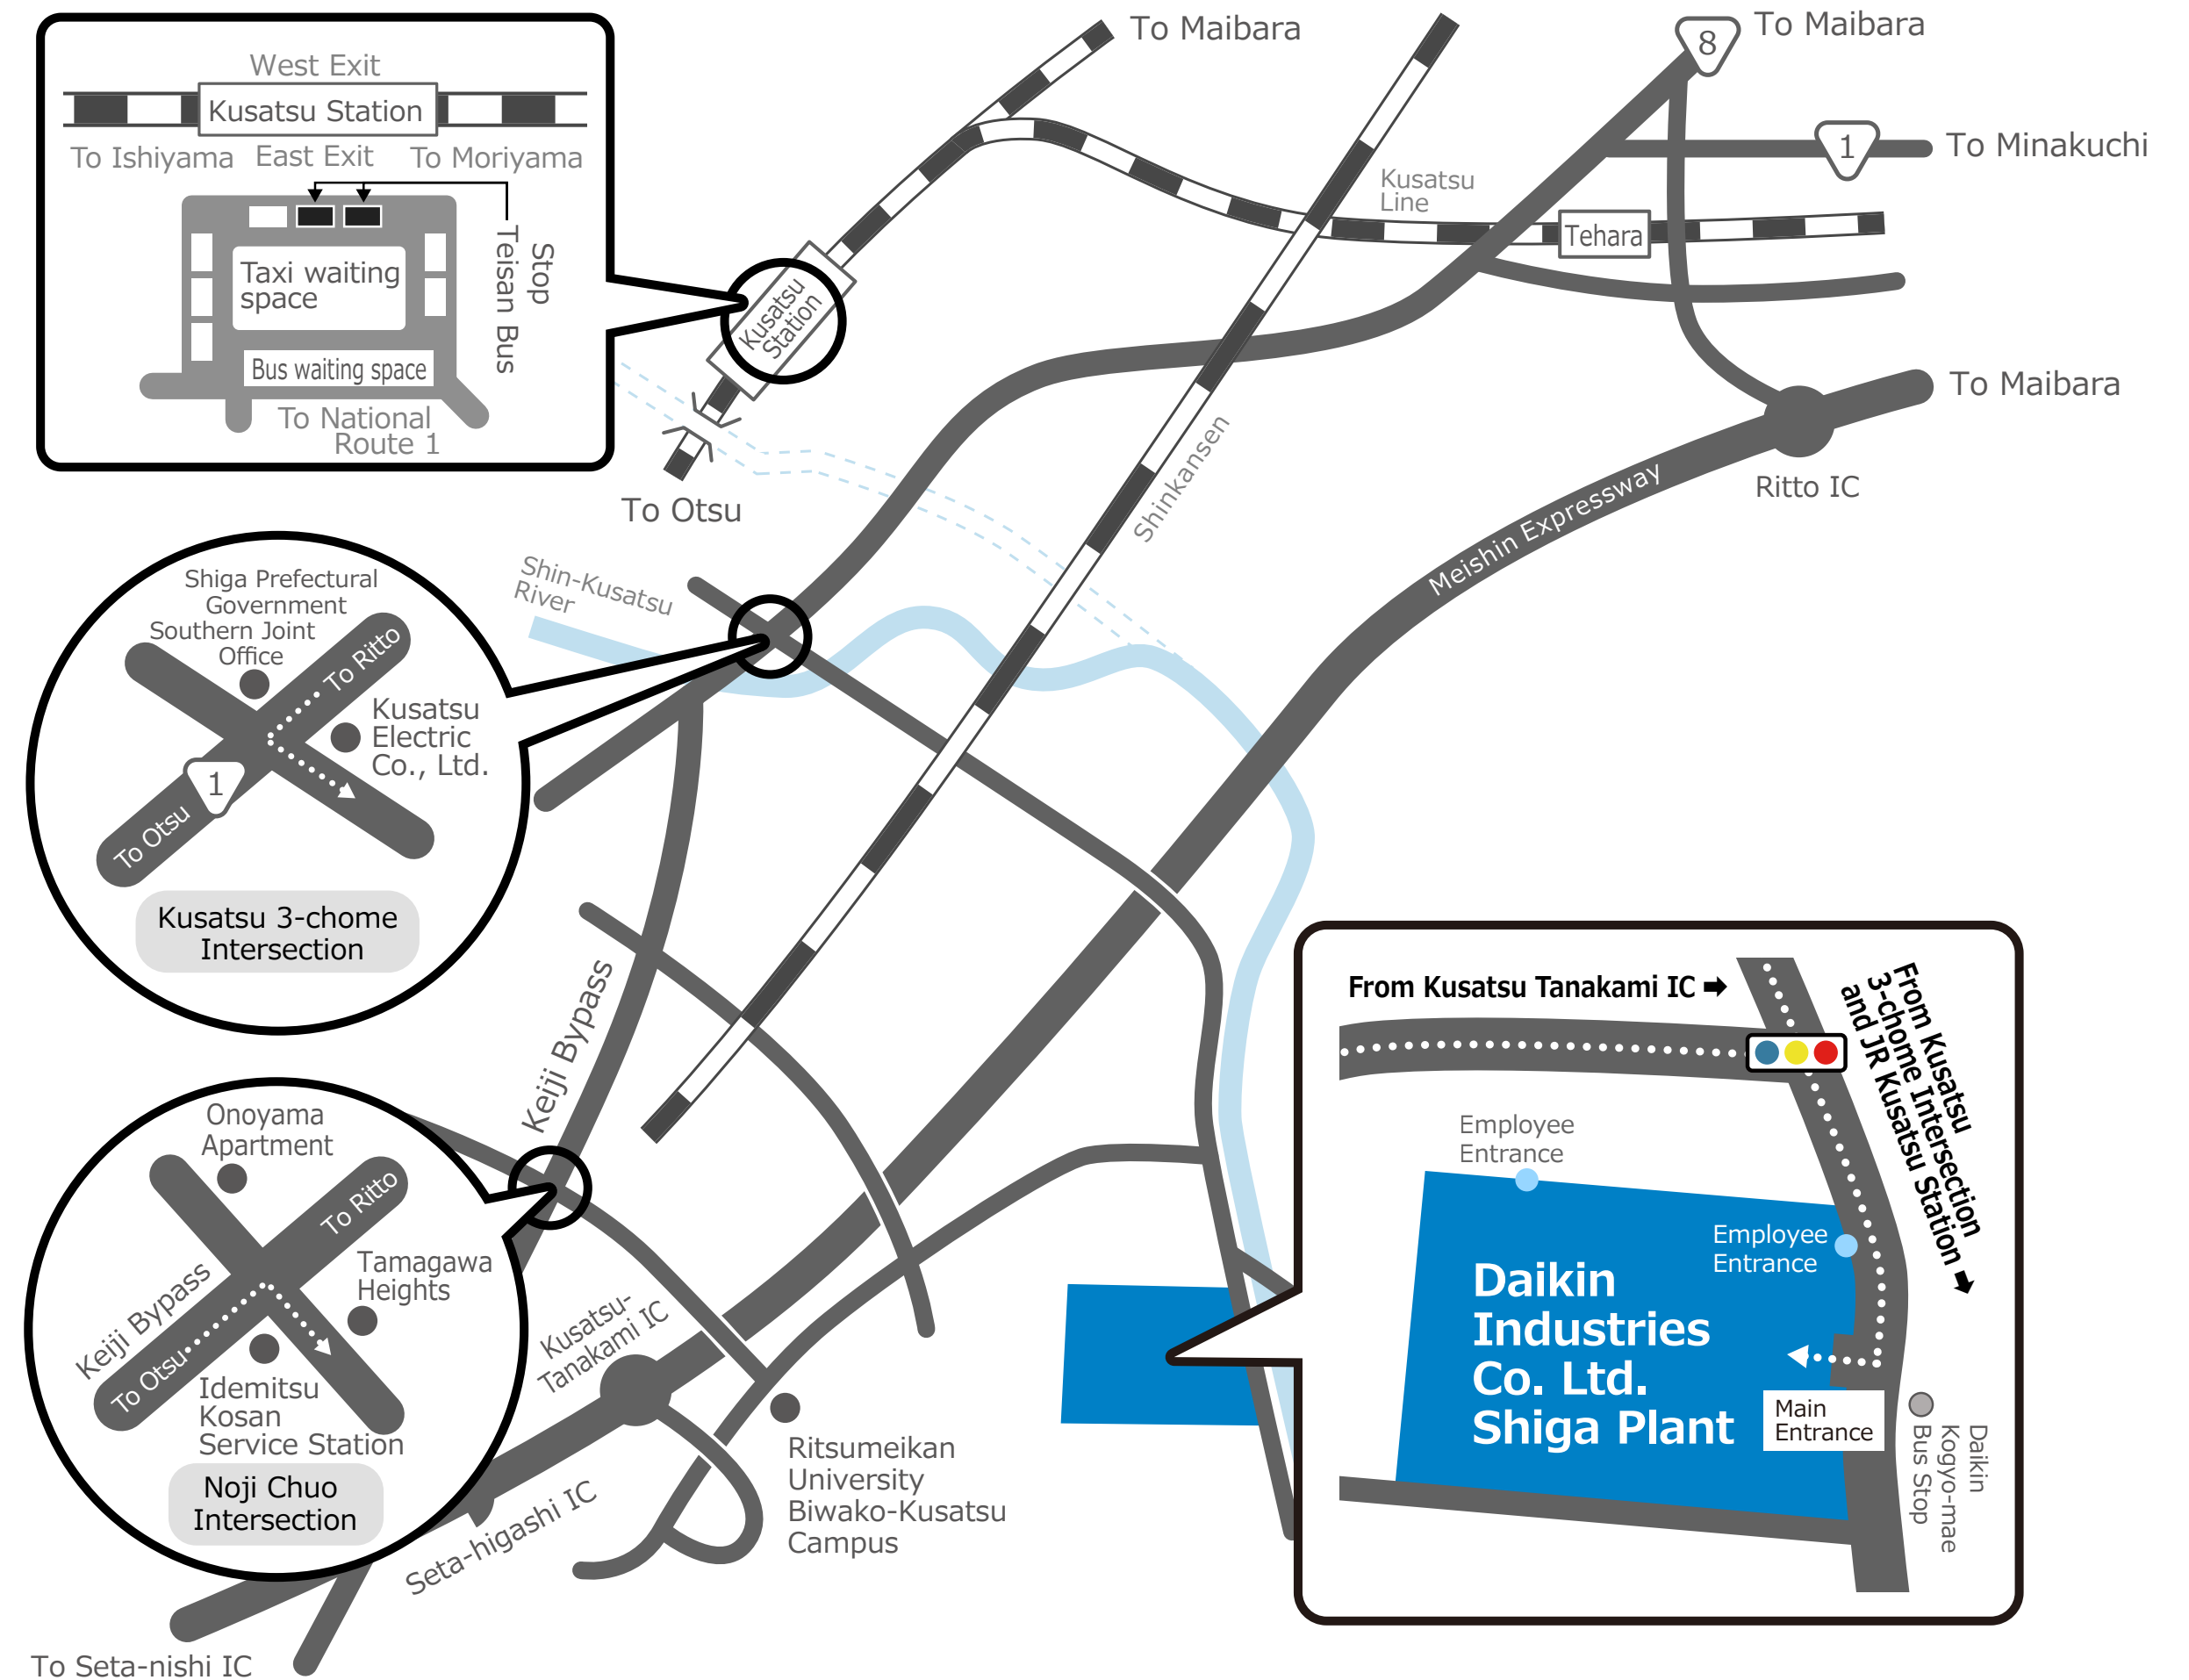 West Exit
Kusatsu Station
To Ishiyama
East Exit
To Moriyama
Taxi waiting
space
Bus waiting space
Stop
Teisan Bus
To National
Route 1
To Maibara
8
To Maibara
1
To Minakuchi
Kusatsu
Line
Tehara
Kusatsu
Station
To Otsu
To Maibara
Ritto IC
Meishin Expressway
Shinkansen
Shin-Kusatsu
River
Shiga Prefectural
Government
Southern Joint
Office
To Ritto
Kusatsu
Electric
Co., Ltd.
1
To Otsu
Kusatsu 3-chome
Intersection
Keiji Bypass
Onoyama
Apartment
To Ritto
Tamagawa
Heights
Keiji Bypass
To Otsu
Idemitsu
Kosan
Service Station
Noji Chuo
Intersection
Kusatsu-
Tanakami IC
Seta-higashi IC
To Seta-nishi IC
Ritsumeikan
University
Biwako-Kusatsu
Campus
From Kusatsu Tanakami IC ➡
From Kusatsu
3-chome Intersection
and JR Kusatsu Station ➡
Employee
Entrance
Employee
Entrance
Daikin
Industries
Co. Ltd.
Shiga Plant
Main
Entrance
Daikin
Kogyo-mae
Bus Stop